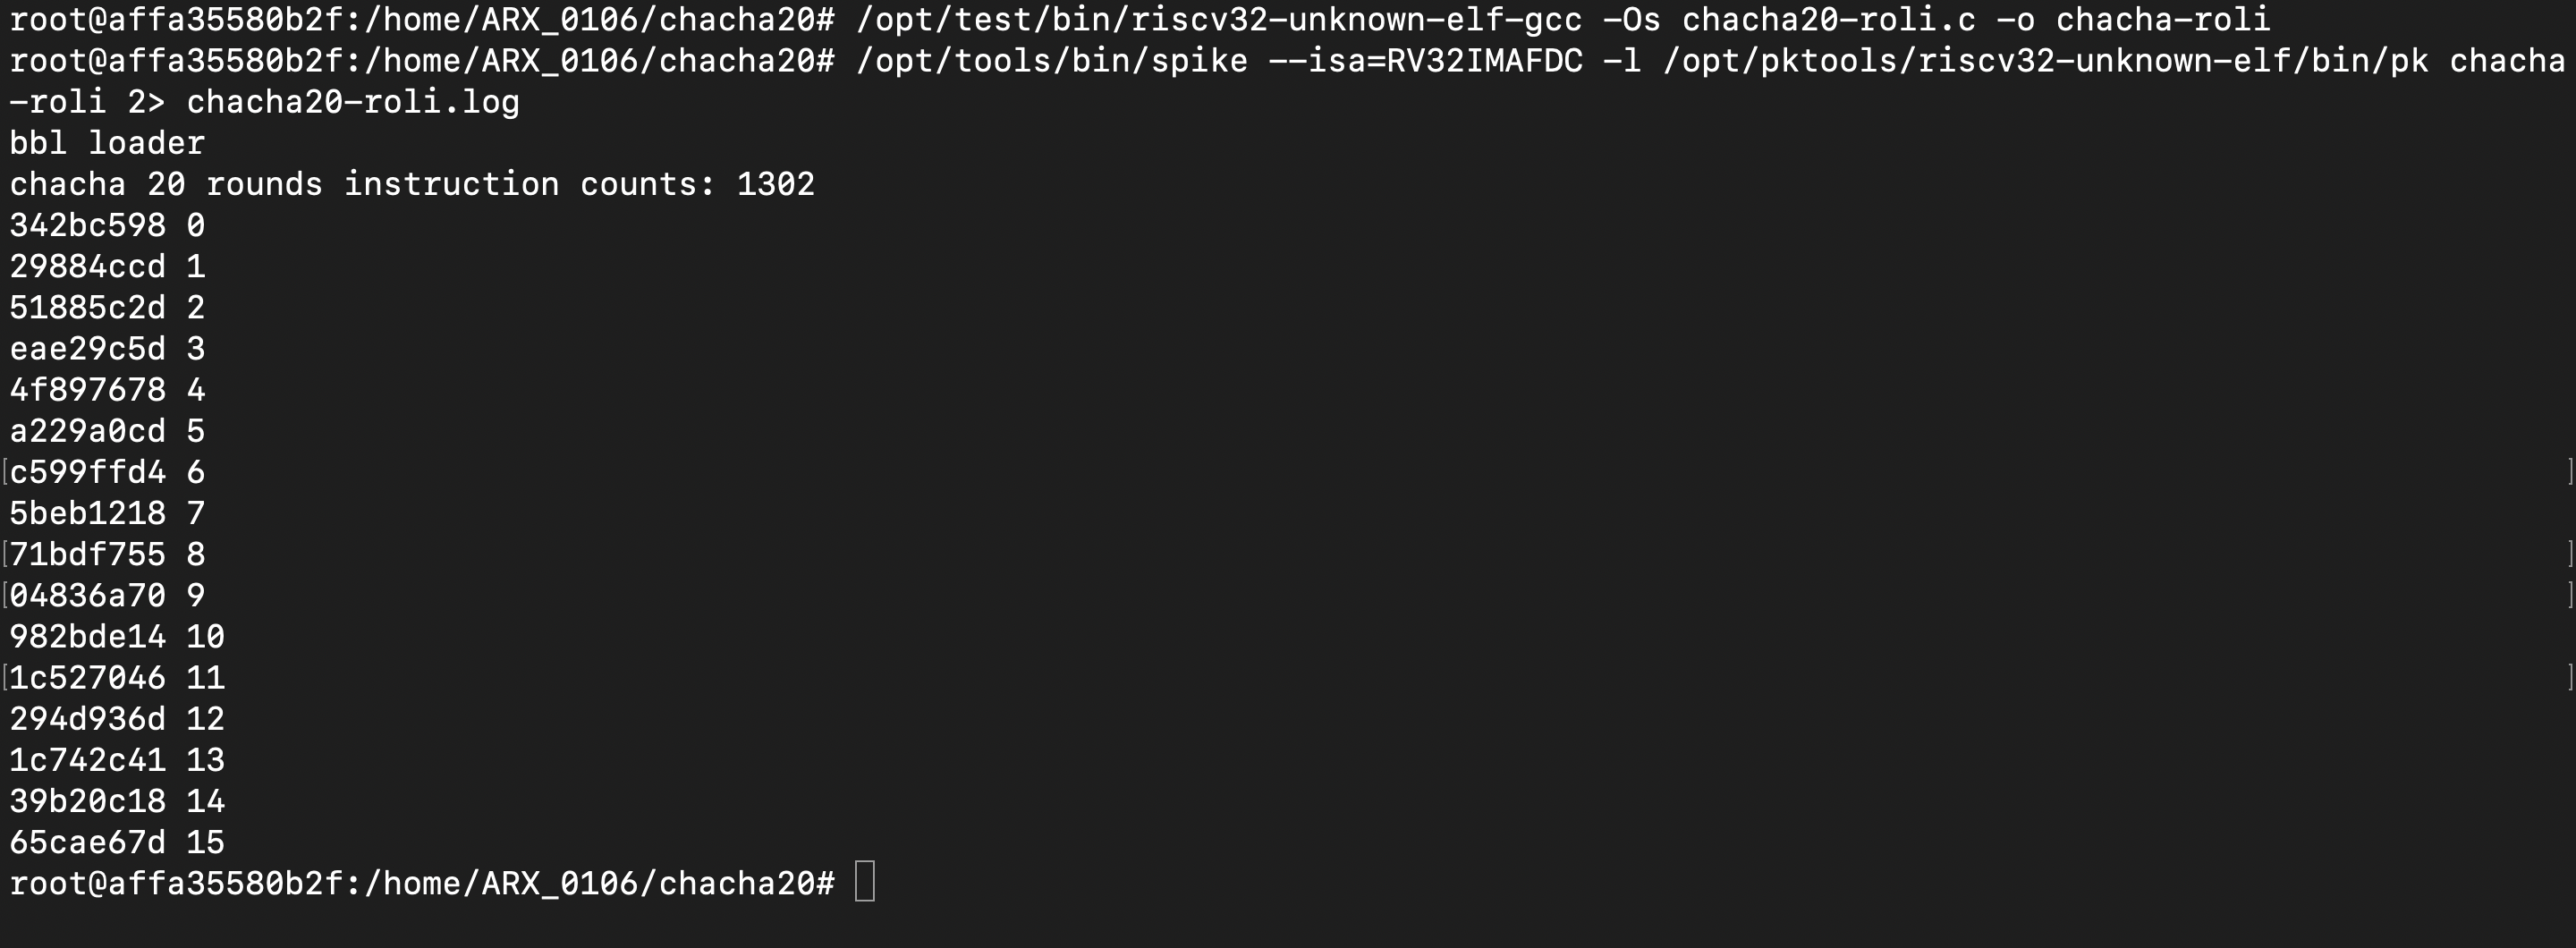 root@affa35580b2f:/home/ARX_0106/chacha20# /opt/test/bin/riscv32-unknown-elf-gcc -Os chacha20-roli.c -o chacha-roli
root@affa35580b2f:/home/ARX_0106/chacha20# /opt/tools/bin/spike --isa=RV32IMAFDC -l /opt/pktools/riscv32-unknown-elf/bin/pk chacha
-roli 2> chacha20-roli.log
bbl loader
chacha 20 rounds instruction counts: 1302
342bc598 0
29884ccd 1
51885c2d 2
eae29c5d 3
4f897678 4
a229a0cd 5
[c599ffd4 6 ]
5beb1218 7
[71bdf755 8 ]
[04836a70 9 ]
982bde14 10
[1c527046 11 ]
294d936d 12
1c742c41 13
39b20c18 14
65cae67d 15
root@affa35580b2f:/home/ARX_0106/chacha20#